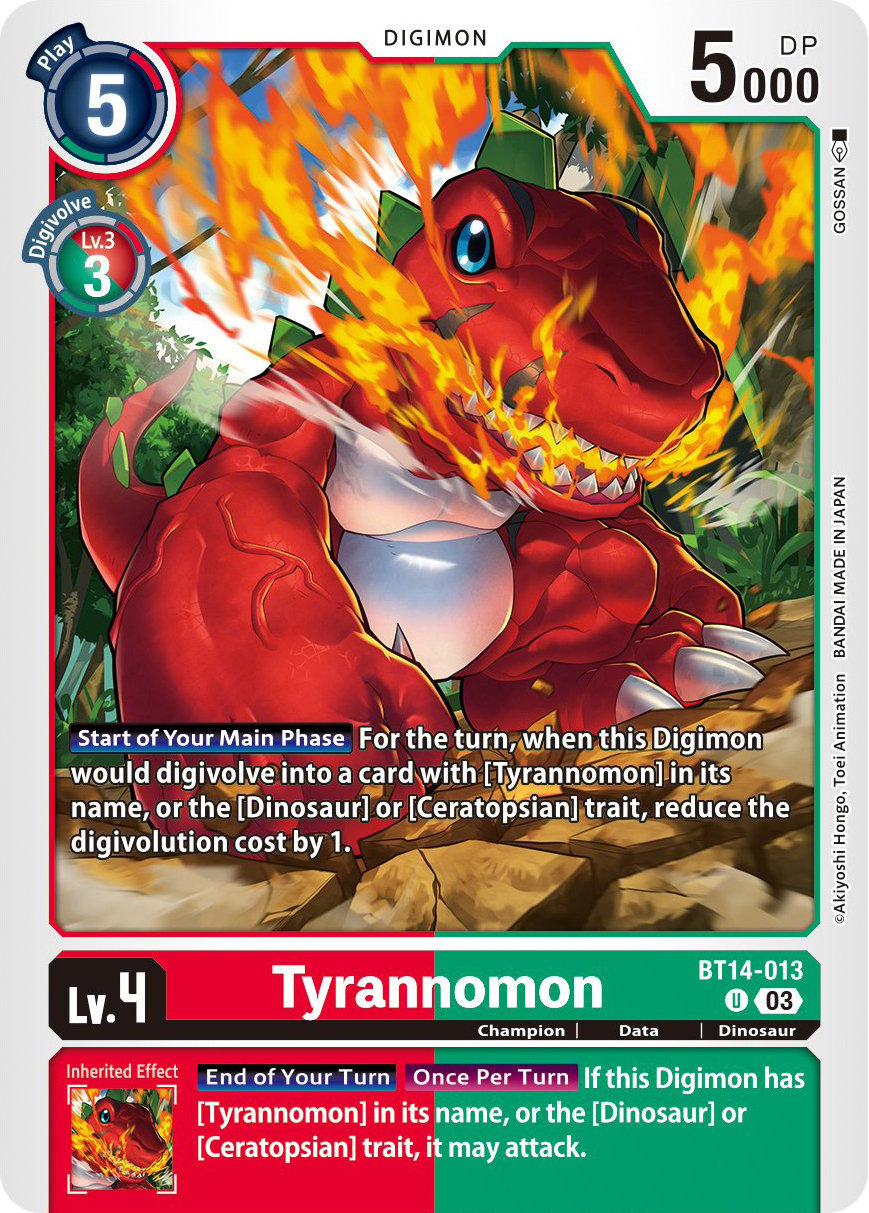 DIGIMON
Play
5
DP
5000
Digivolve
Lv.3
3
GOSSAN
BANDAI MADE IN JAPAN
©Akiyoshi Hongo, Toei Animation
Start of Your Main Phase For the turn, when this Digimon
would digivolve into a card with [Tyrannomon] in its
name, or the [Dinosaur] or [Ceratopsian] trait, reduce the
digivolution cost by 1.
Lv.4
Tyrannomon
BT14-013
U 03
Champion | Data | Dinosaur
Inherited Effect
End of Your Turn Once Per Turn If this Digimon has
[Tyrannomon] in its name, or the [Dinosaur] or
[Ceratopsian] trait, it may attack.